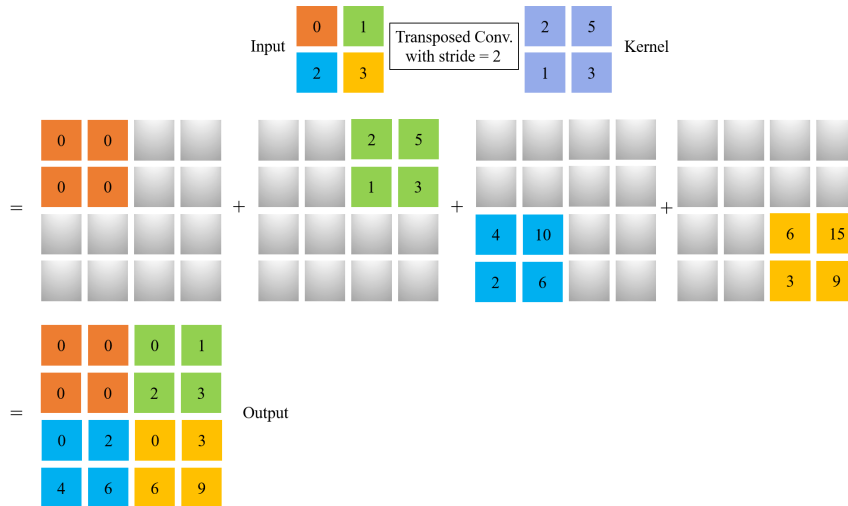 0 1
Input Transposed Conv. Kernel
with stride = 2
2 5
2 3
1 3
0 0 2 5
0 0 1 3
= + + +
4 10 6 15
2 6 3 9
0 0 0 1
0 0 2 3
= Output
0 2 0 3
4 6 6 9